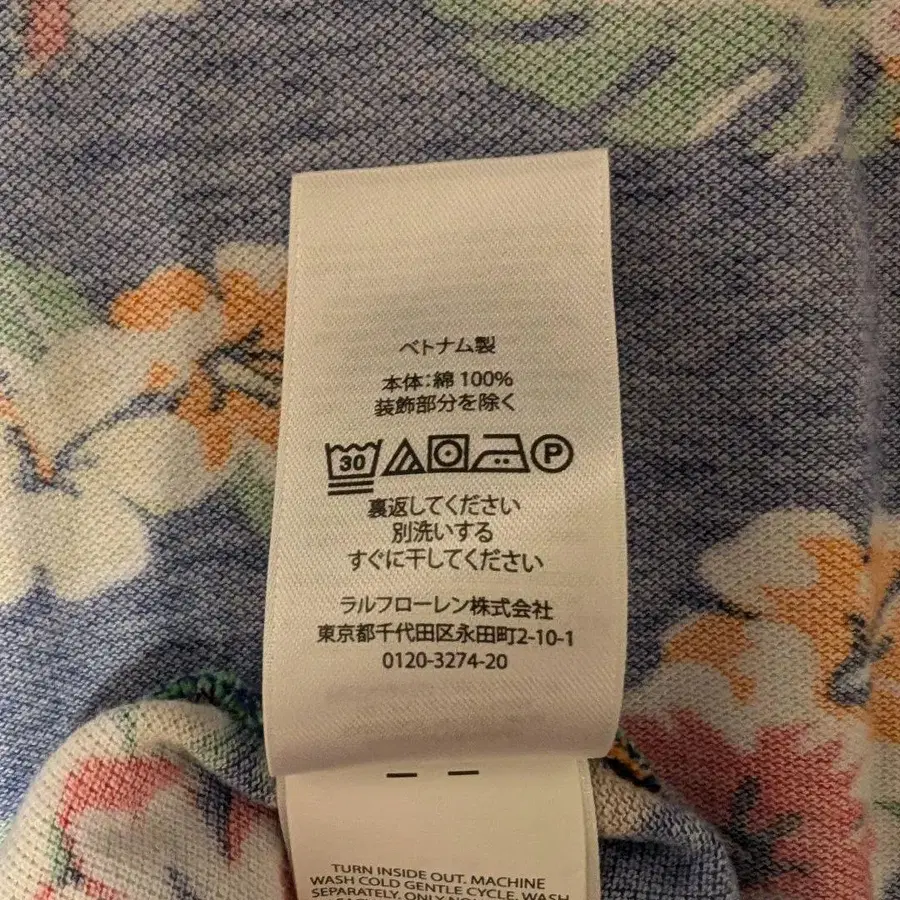 ベトナム製
本体:綿 100%
装飾部分を除く
30 P
裏返してください
別洗いする
すぐに干してください
ラルフローレン株式会社
東京都千代田区永田町2-10-1
0120-3274-20
TURN INSIDE OUT. MACHINE
WASH COLD GENTLE CYCLE. WASH
SEPARATELY. ONLY